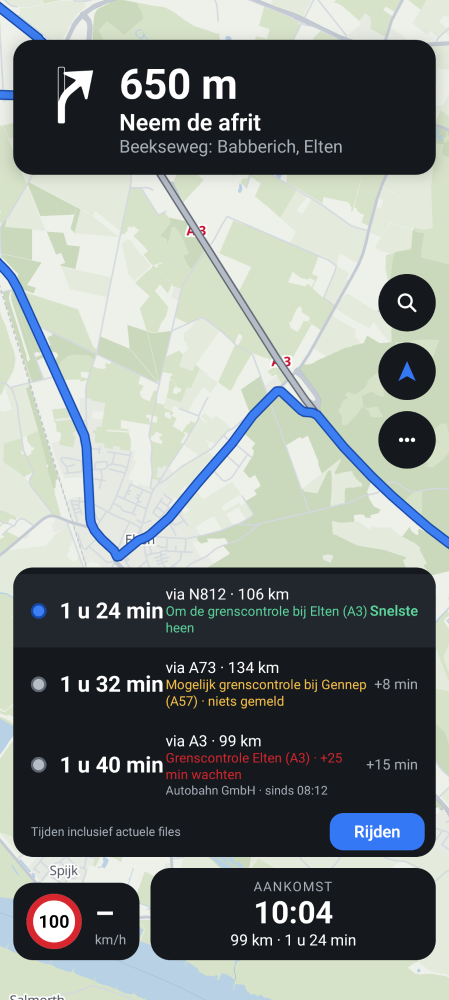 650 m
Neem de afrit
Beekseweg: Babberich, Elten
A3
A3
Elten
1 u 24 min
via N812 · 106 km
Om de grenscontrole bij Elten (A3)
heen
Snelste
1 u 32 min
via A73 · 134 km
Mogelijk grenscontrole bij Gennep
(A57) · niets gemeld
+8 min
1 u 40 min
via A3 · 99 km
Grenscontrole Elten (A3) · +25
min wachten
Autobahn GmbH · sinds 08:12
+15 min
Tijden inclusief actuele files
Rijden
Spijk
100
–
km/h
AANKOMST
10:04
99 km · 1 u 24 min
Salmorth